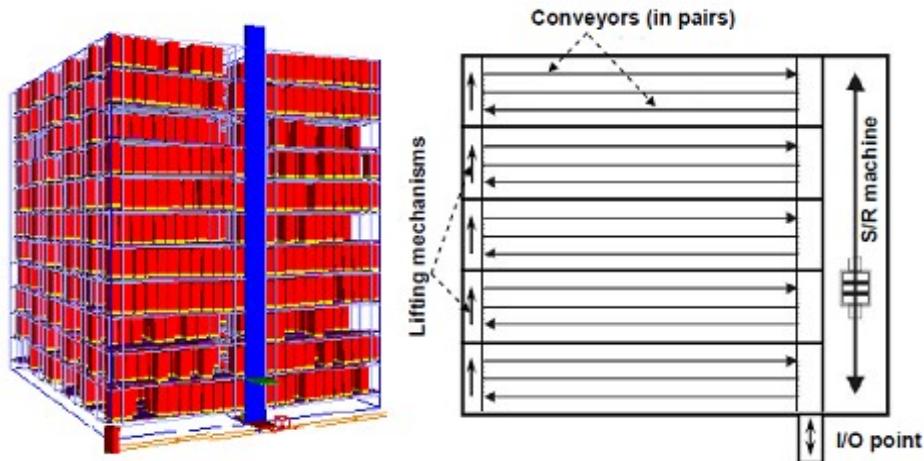 Conveyors (in pairs)
Lifting mechanisms
S/R machine
I/O point